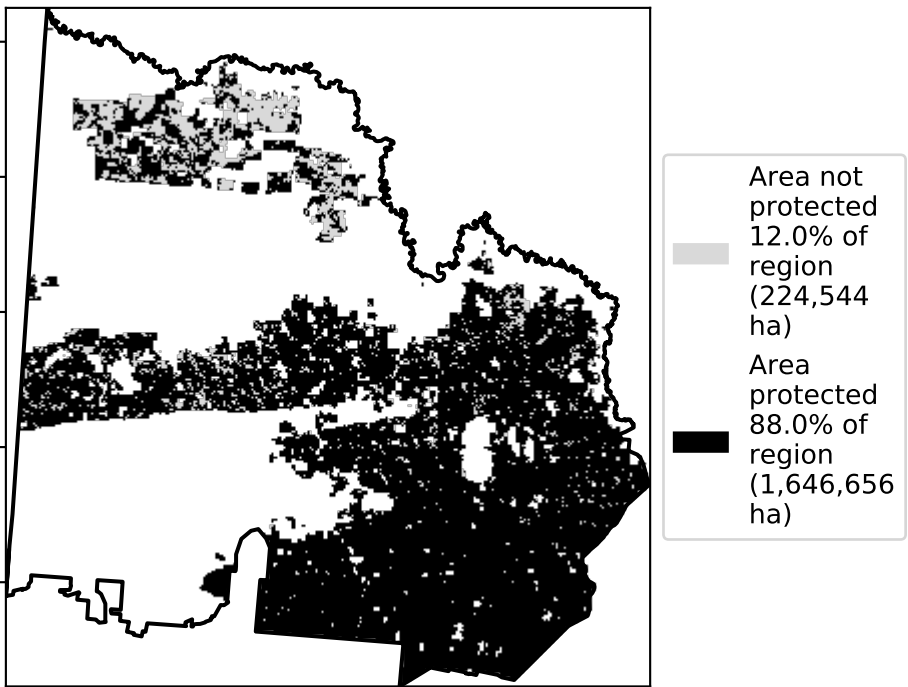 Area not
protected
12.0% of
region
(224,544
ha)
Area
protected
88.0% of
region
(1,646,656
ha)